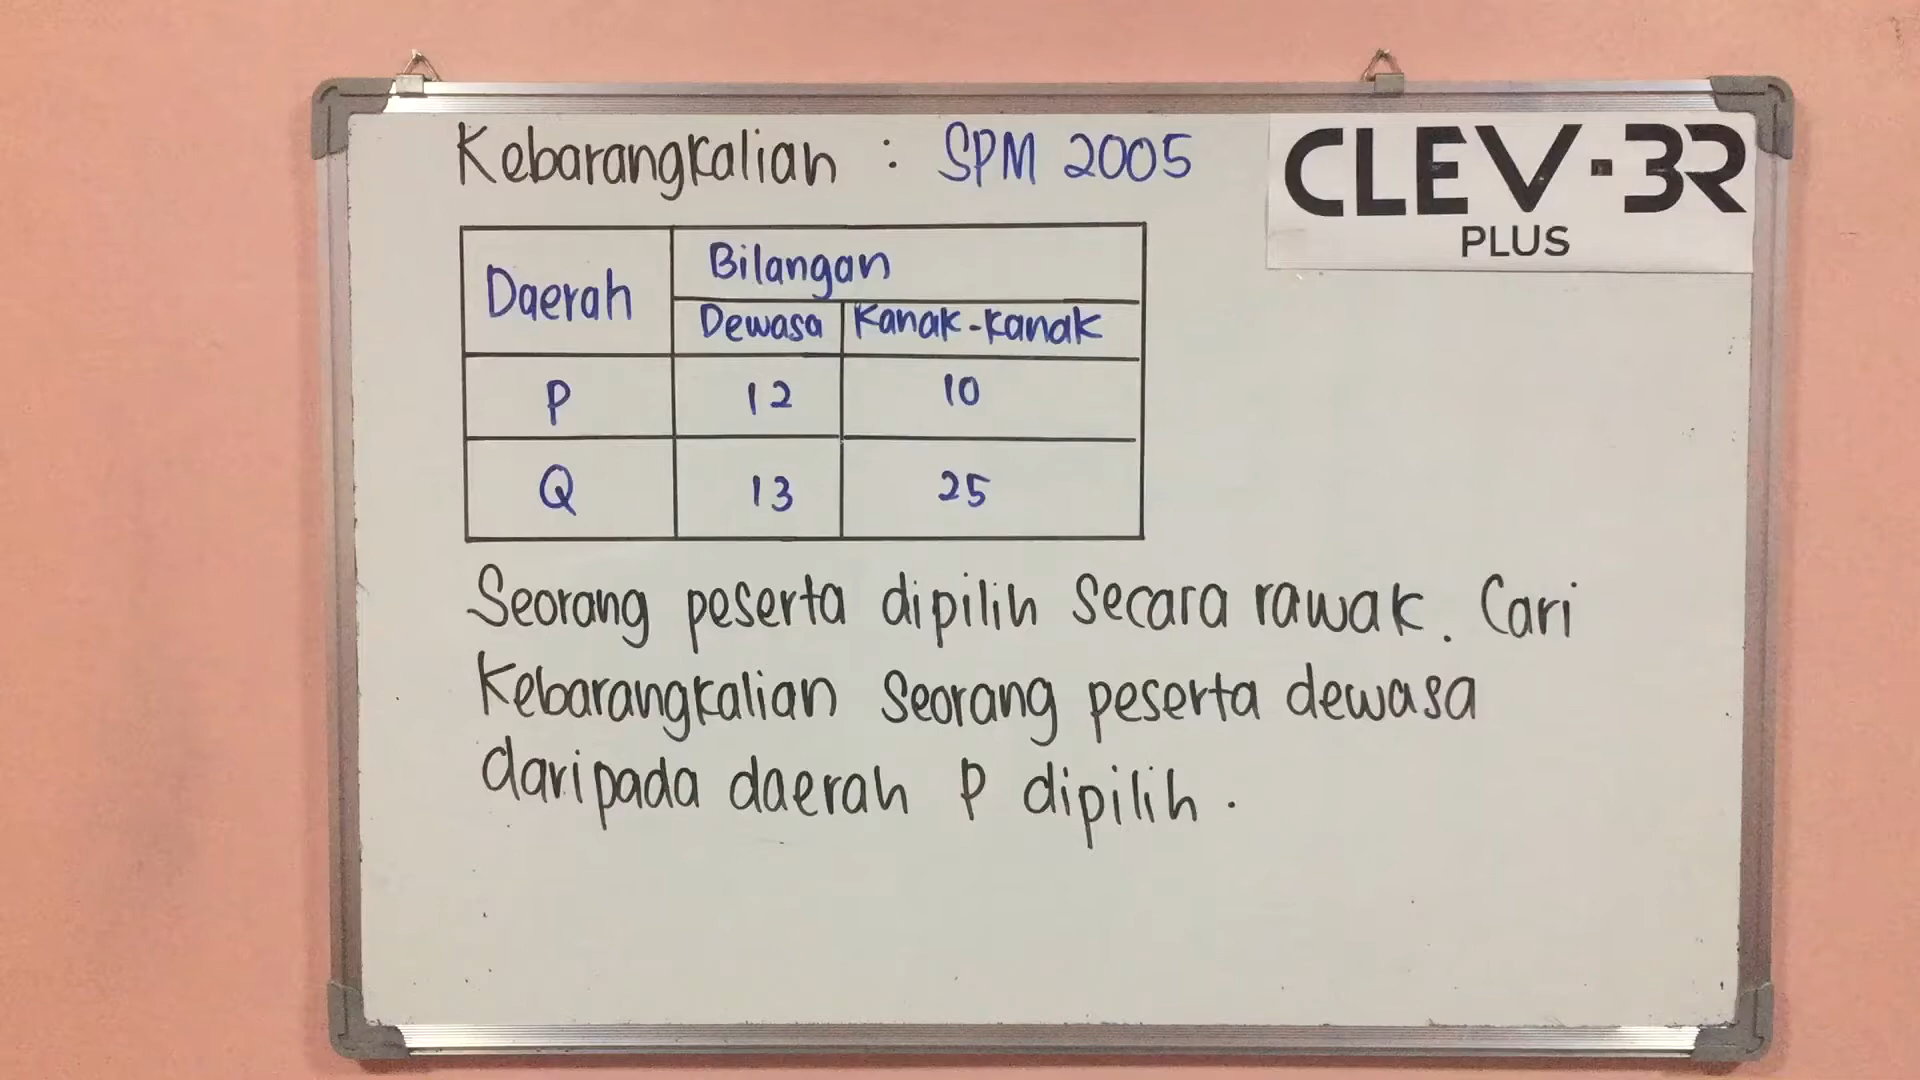 Kebarangkalian : SPM 2005
CLEV-3R
PLUS
Daerah
Bilangan
Dewasa Kanak-kanak
P 12 10
Q 13 25
Seorang peserta dipilih secara rawak. Cari
Kebarangkalian seorang peserta dewasa
daripada daerah P dipilih.